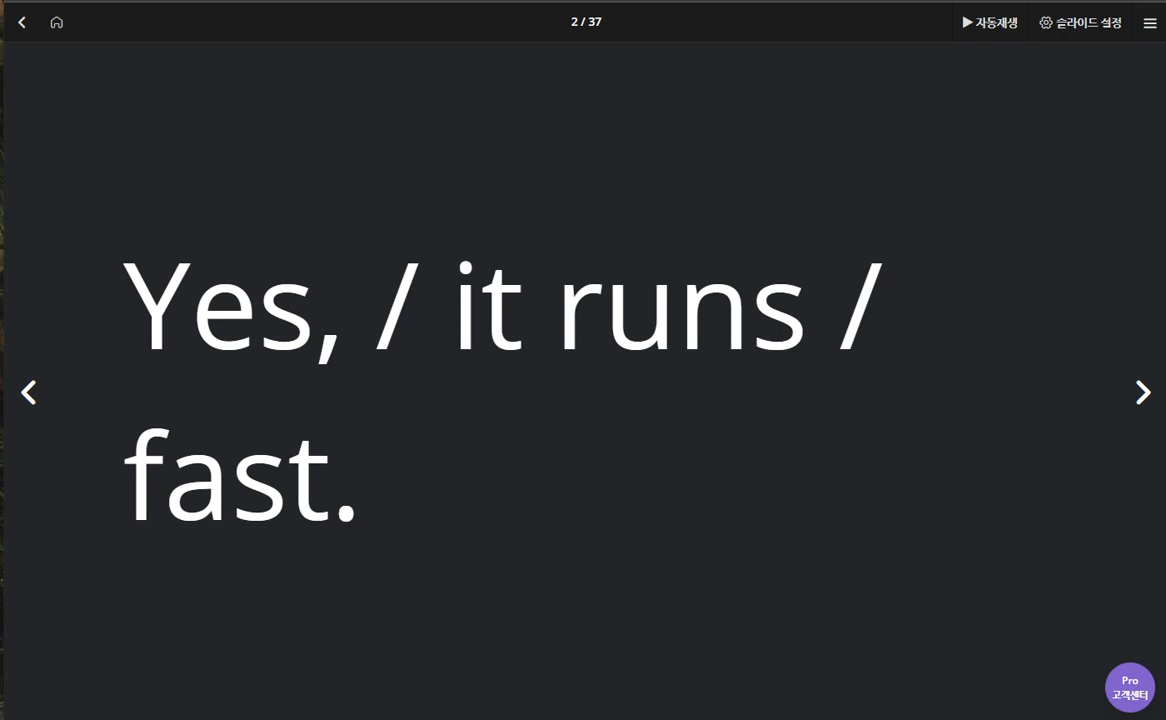 2 / 37
자동재생
슬라이드 설정
Yes, / it runs /
fast.
Pro
고객센터